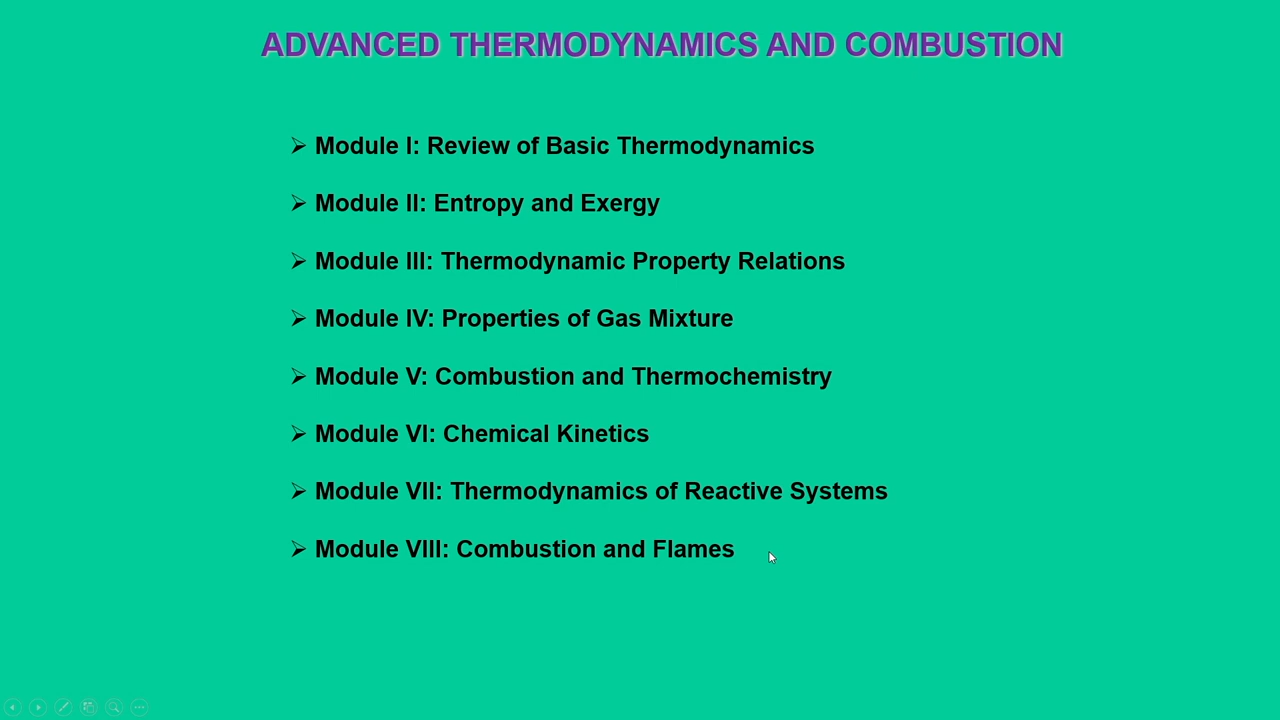 ADVANCED THERMODYNAMICS AND COMBUSTION
➢ Module I: Review of Basic Thermodynamics
➢ Module II: Entropy and Exergy
➢ Module III: Thermodynamic Property Relations
➢ Module IV: Properties of Gas Mixture
➢ Module V: Combustion and Thermochemistry
➢ Module VI: Chemical Kinetics
➢ Module VII: Thermodynamics of Reactive Systems
➢ Module VIII: Combustion and Flames